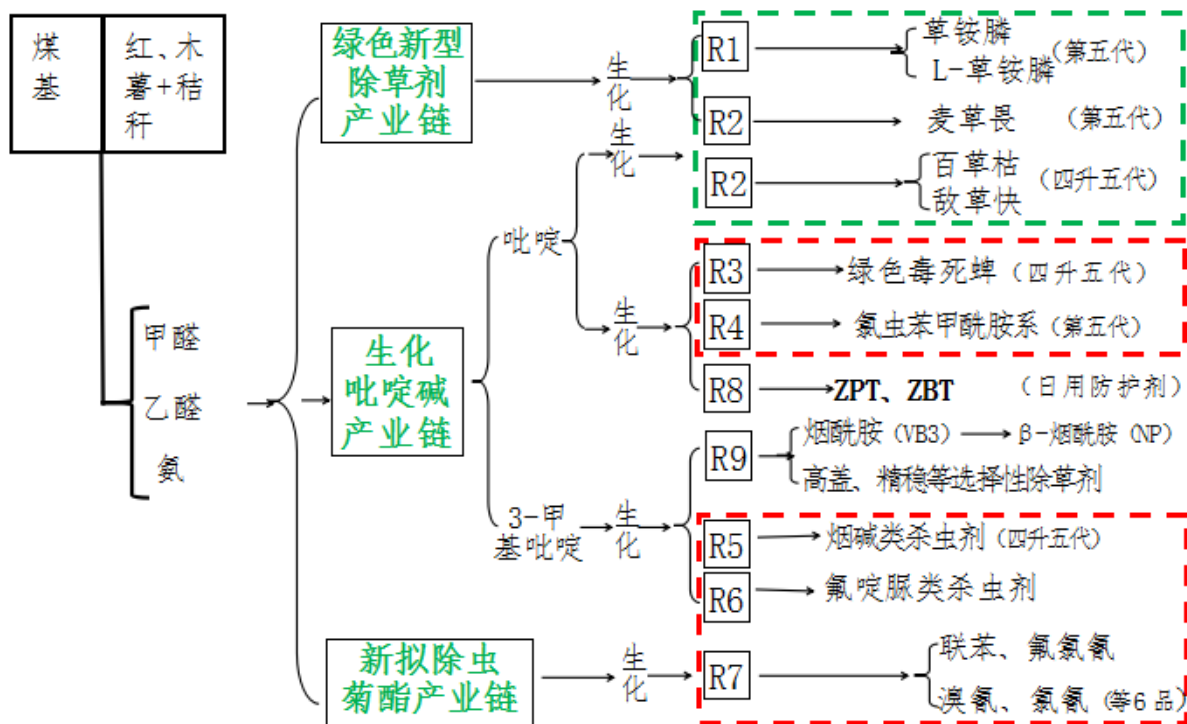 煤
基
红、木
薯+秸
秆
甲醛
乙醛
氨
绿色新型
除草剂
产业链
生
化
R1
草铵膦
L-草铵膦
(第五代)
R2
麦草畏
(第五代)
生化
吡啶碱
产业链
吡啶
生
化
R2
百草枯
敌草快
(四升五代)
生
化
R3
绿色毒死蜱
(四升五代)
R4
氯虫苯甲酰胺系
(第五代)
R8
ZPT、ZBT
(日用防护剂)
3-甲
基吡啶
生
化
R9
烟酰胺(VB3)
β-烟酰胺(NP)
高盖、精稳等选择性除草剂
R5
烟碱类杀虫剂
(四升五代)
R6
氟啶脲类杀虫剂
新拟除虫
菊酯产业链
生
化
R7
联苯、氟氯氰
溴氰、氯氰(等6品)